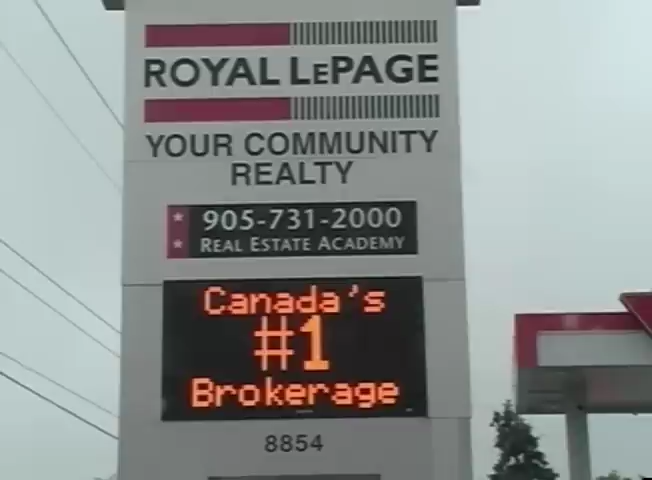 ROYAL LEPAGE
YOUR COMMUNITY
REALTY
905-731-2000
REAL ESTATE ACADEMY
Canada's
#1
Brokerage
8854